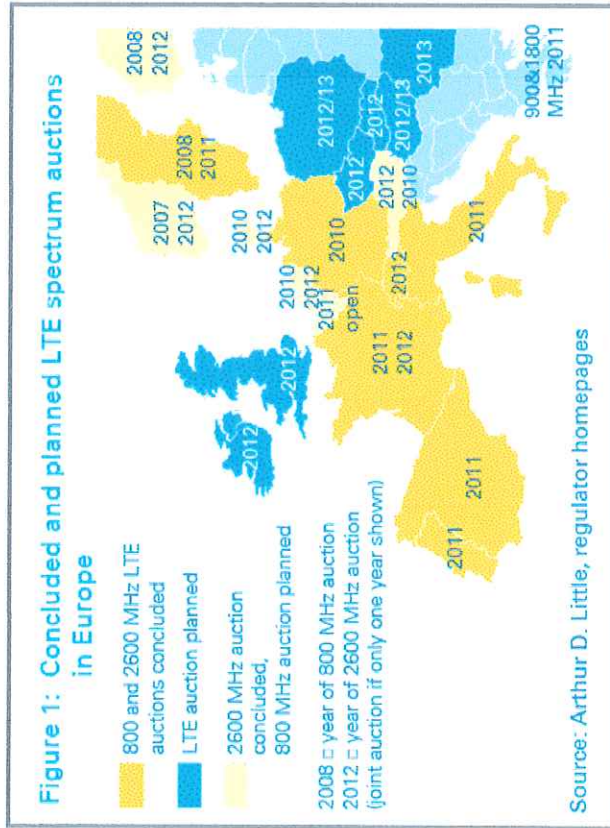 Figure 1: Concluded and planned LTE spectrum auctions
in Europe
800 and 2600 MHz LTE
auctions concluded
LTE auction planned
2600 MHz auction
concluded,
800 MHz auction planned
2008 □ year of 800 MHz auction
2012 □ year of 2600 MHz auction
(joint auction if only one year shown)
2007
2012
2008
2011
2008
2012
2010
2012
2010
2012
2011
open
2010
2012
2012
2011
2012
2012
2012/13
2012
2012
2012/13
2013
2012
2010
2011
2011
2011
900&1800
MHz 2011
Source: Arthur D. Little, regulator homepages